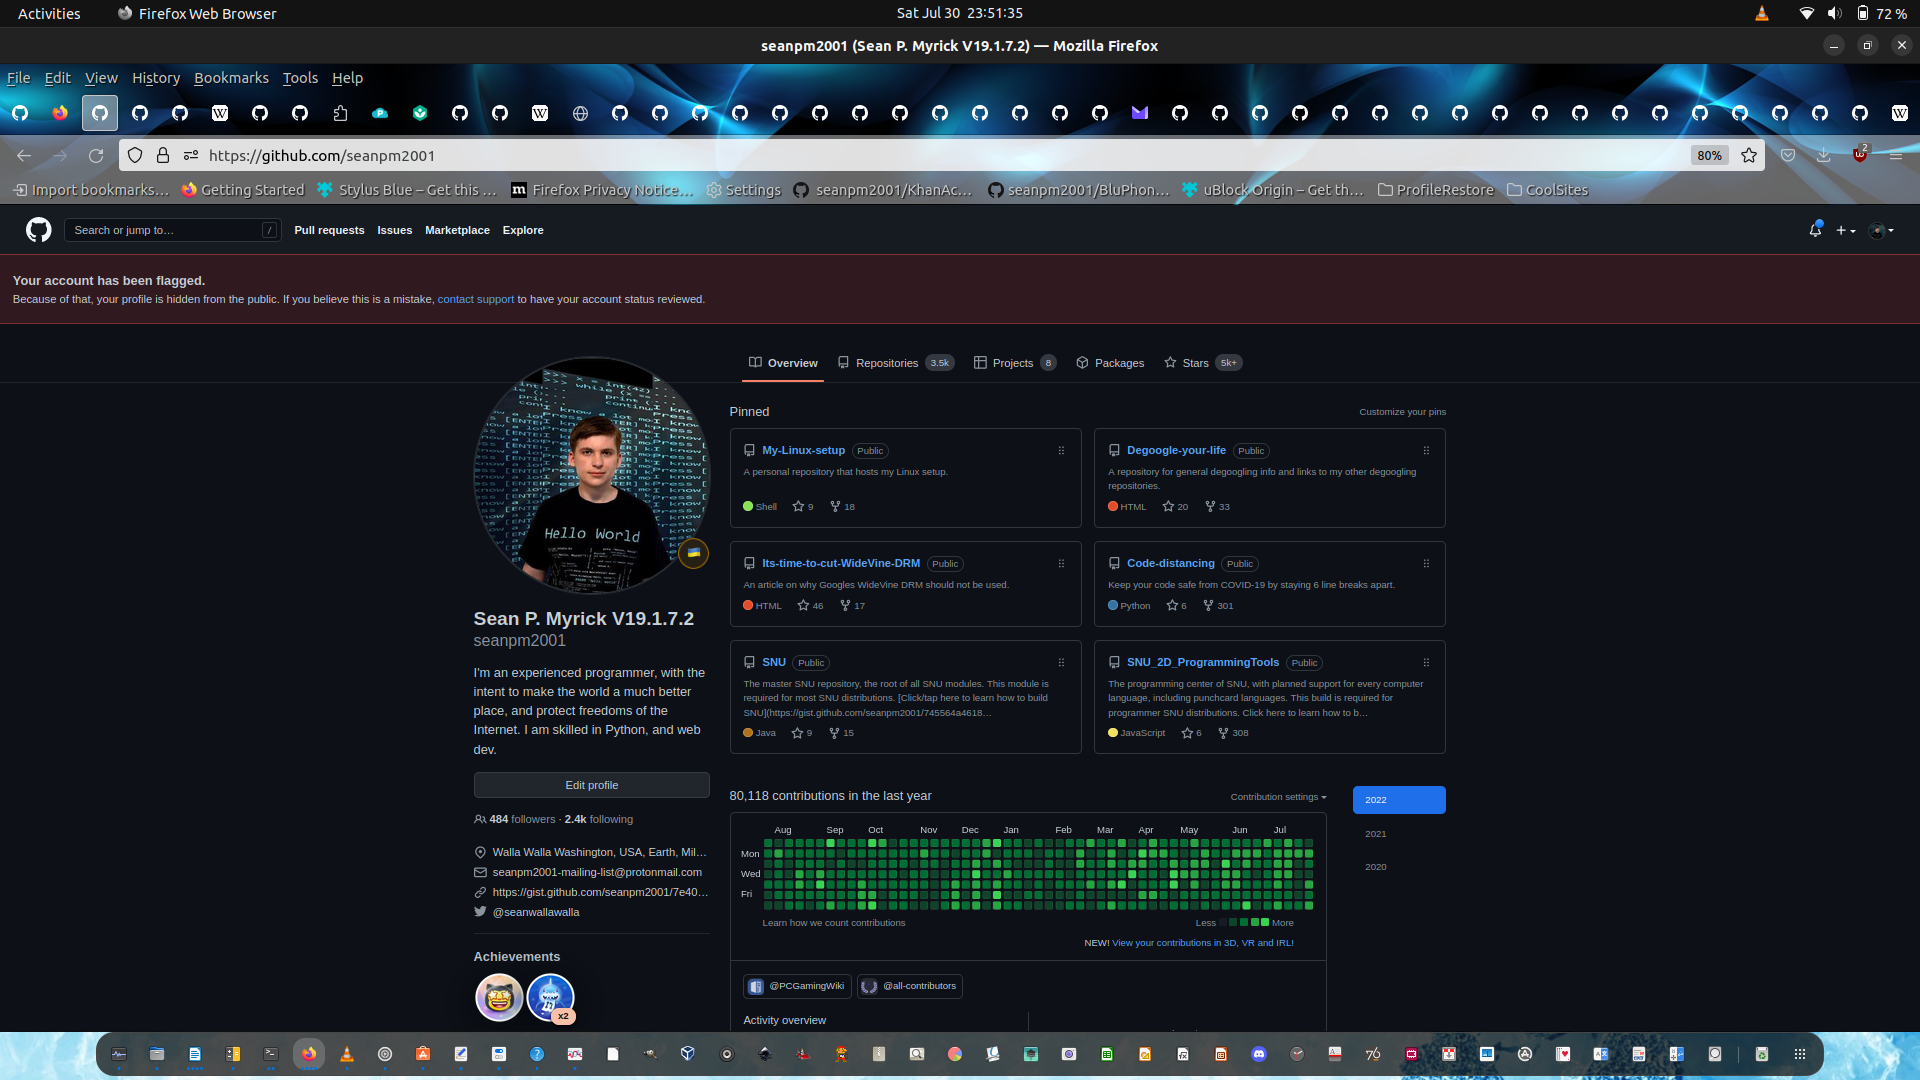 Activities Firefox Web Browser Sat Jul 30 23:51:35 72 %
seanpm2001 (Sean P. Myrick V19.1.7.2) — Mozilla Firefox
File Edit View History Bookmarks Tools Help
https://github.com/seanpm2001 80% 2
Import bookmarks… Getting Started Stylus Blue – Get this … Firefox Privacy Notice… Settings seanpm2001/KhanAc… seanpm2001/BluPhon… uBlock Origin – Get th… ProfileRestore CoolSites
Search or jump to… / Pull requests Issues Marketplace Explore
Your account has been flagged.
Because of that, your profile is hidden from the public. If you believe this is a mistake, contact support to have your account status reviewed.
Overview Repositories 3.5k Projects 8 Packages Stars 5k+
Hello World
Sean P. Myrick V19.1.7.2
seanpm2001
I'm an experienced programmer, with the
intent to make the world a much better
place, and protect freedoms of the
Internet. I am skilled in Python, and web
dev.
Edit profile
484 followers · 2.4k following
Walla Walla Washington, USA, Earth, Mil…
seanpm2001-mailing-list@protonmail.com
https://gist.github.com/seanpm2001/7e40…
@seanwallawalla
Achievements
x2
Pinned Customize your pins
My-Linux-setup Public
A personal repository that hosts my Linux setup.
Shell 9 18
Degoogle-your-life Public
A repository for general degoogling info and links to my other degoogling
repositories.
HTML 20 33
Its-time-to-cut-WideVine-DRM Public
An article on why Googles WideVine DRM should not be used.
HTML 46 17
Code-distancing Public
Keep your code safe from COVID-19 by staying 6 line breaks apart.
Python 6 301
SNU Public
The master SNU repository, the root of all SNU modules. This module is
required for most SNU distributions. [Click/tap here to learn how to build
SNU](https://gist.github.com/seanpm2001/745564a4618…
Java 9 15
SNU_2D_ProgrammingTools Public
The programming center of SNU, with planned support for every computer
language, including punchcard languages. This build is required for
programmer SNU distributions. Click here to learn how to b…
JavaScript 6 308
80,118 contributions in the last year Contribution settings
2022
2021
2020
Aug Sep Oct Nov Dec Jan Feb Mar Apr May Jun Jul
Mon
Wed
Fri
Learn how we count contributions Less More
NEW! View your contributions in 3D, VR and IRL!
@PCGamingWiki @all-contributors
Activity overview